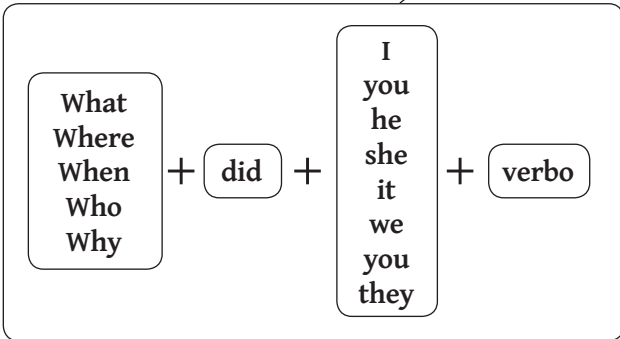 What
Where
When
Who
Why
+
did
+
I
you
he
she
it
we
you
they
+
verbo